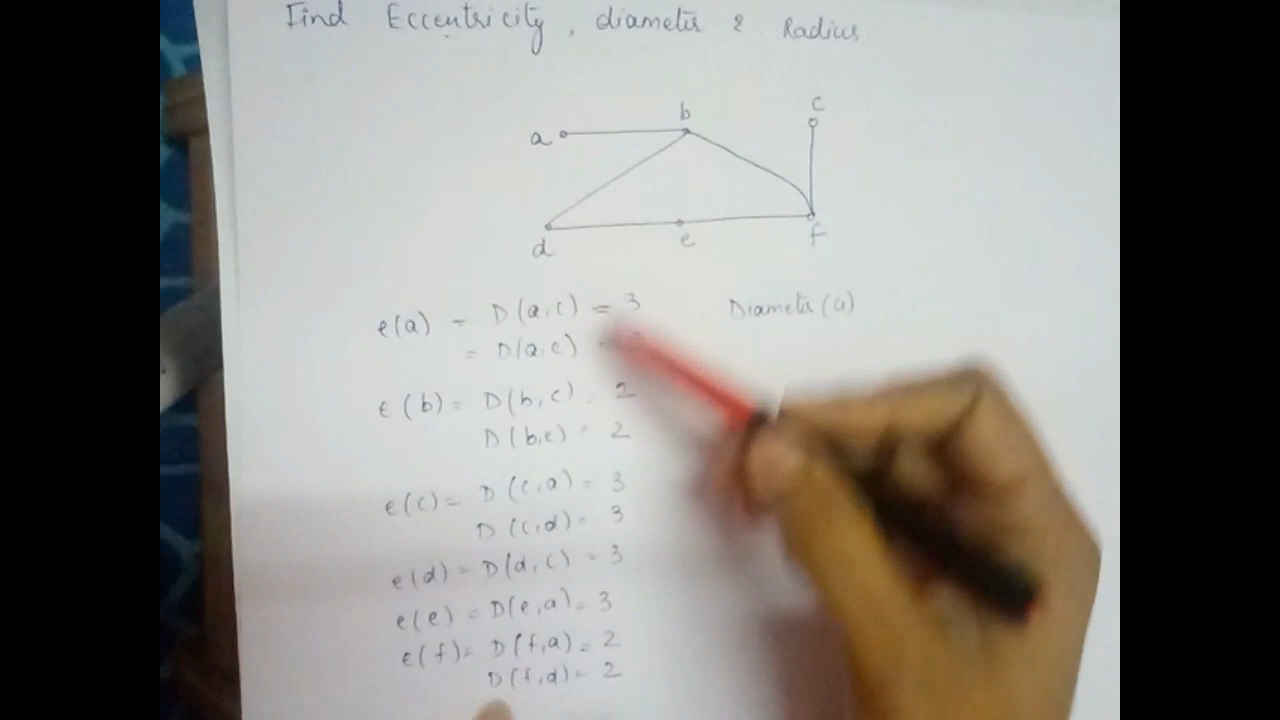 Find Eccentricity, diameter & Radius
a b c
d e f
e(a) = D(a,c) = 3 Diameter(G)
= D(a,e)
e(b) = D(b,c) = 2
D(b,e) = 2
e(c) = D(c,a) = 3
D(c,d) = 3
e(d) = D(d,c) = 3
e(e) = D(e,a) = 3
e(f) = D(f,a) = 2
D(f,d) = 2